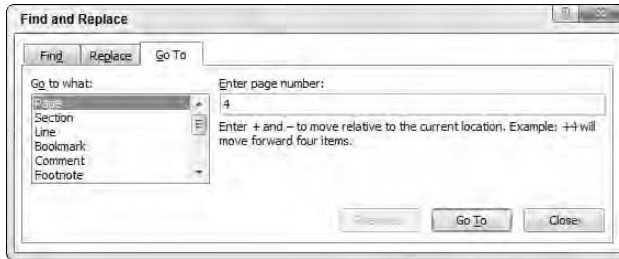 Find and Replace
Find Replace Go To
Go to what: Enter page number:
Page 4
Section Enter + and – to move relative to the current location. Example: +4 will
Line move forward four items.
Bookmark
Comment
Footnote
Previous Go To Close